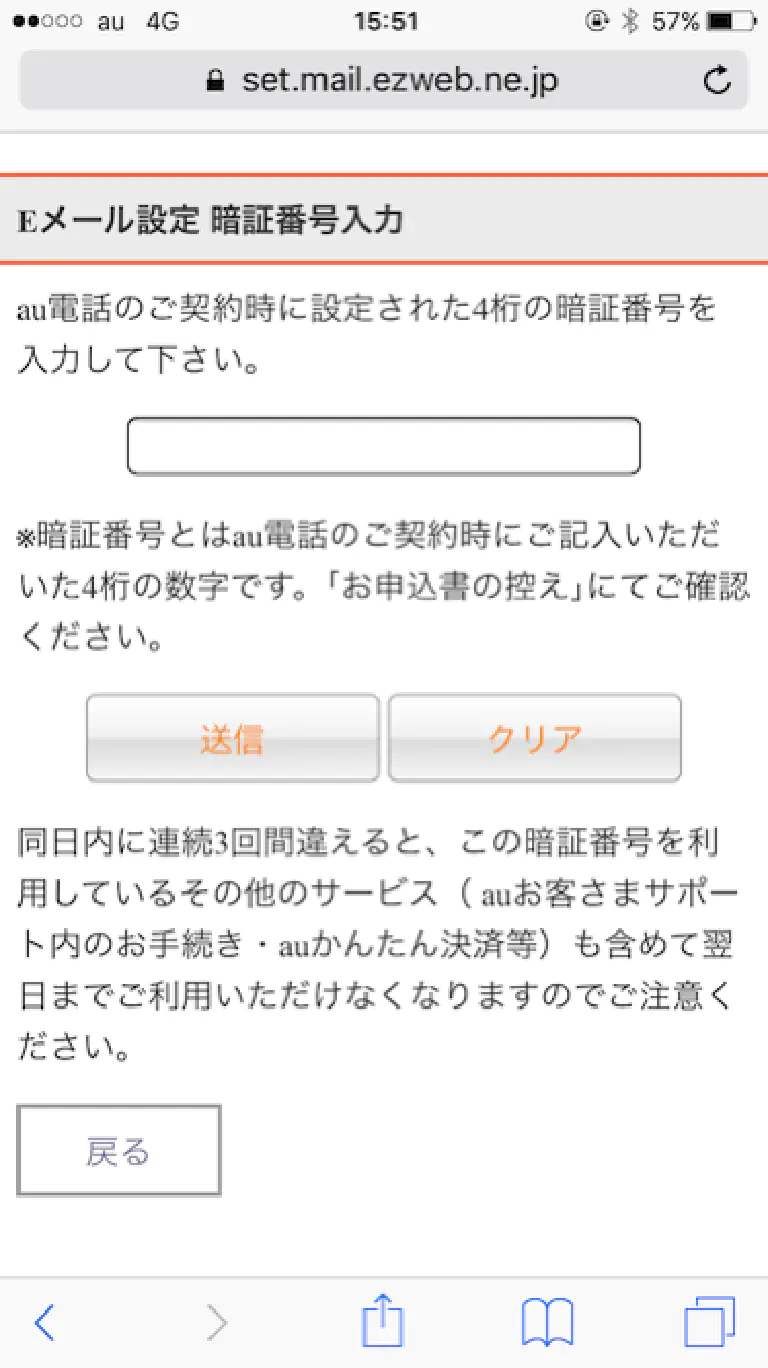 au 4G 15:51 57%
set.mail.ezweb.ne.jp
Eメール設定 暗証番号入力
au電話のご契約時に設定された4桁の暗証番号を
入力して下さい。
※暗証番号とはau電話のご契約時にご記入いただ
いた4桁の数字です。「お申込書の控え」にてご確認
ください。
送信 クリア
同日内に連続3回間違えると、この暗証番号を利
用しているその他のサービス（auお客さまサポー
ト内のお手続き・auかんたん決済等）も含めて翌
日までご利用いただけなくなりますのでご注意く
ださい。
戻る